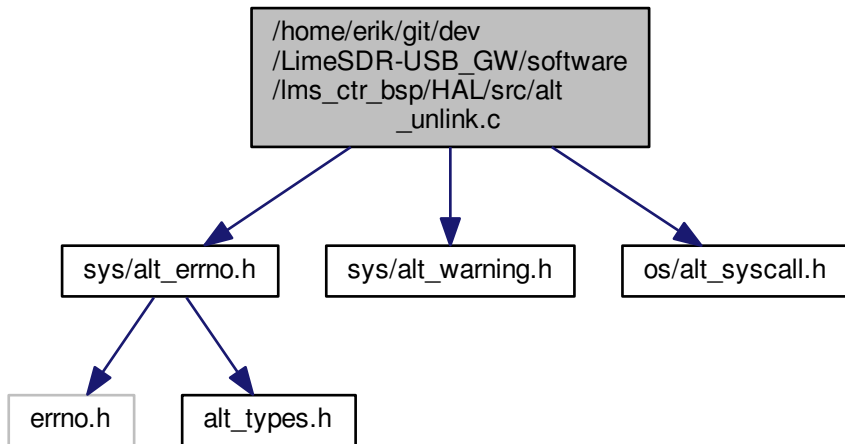 /home/erik/git/dev
/LimeSDR-USB_GW/software
/lms_ctr_bsp/HAL/src/alt
_unlink.c
sys/alt_errno.h
sys/alt_warning.h
os/alt_syscall.h
errno.h
alt_types.h